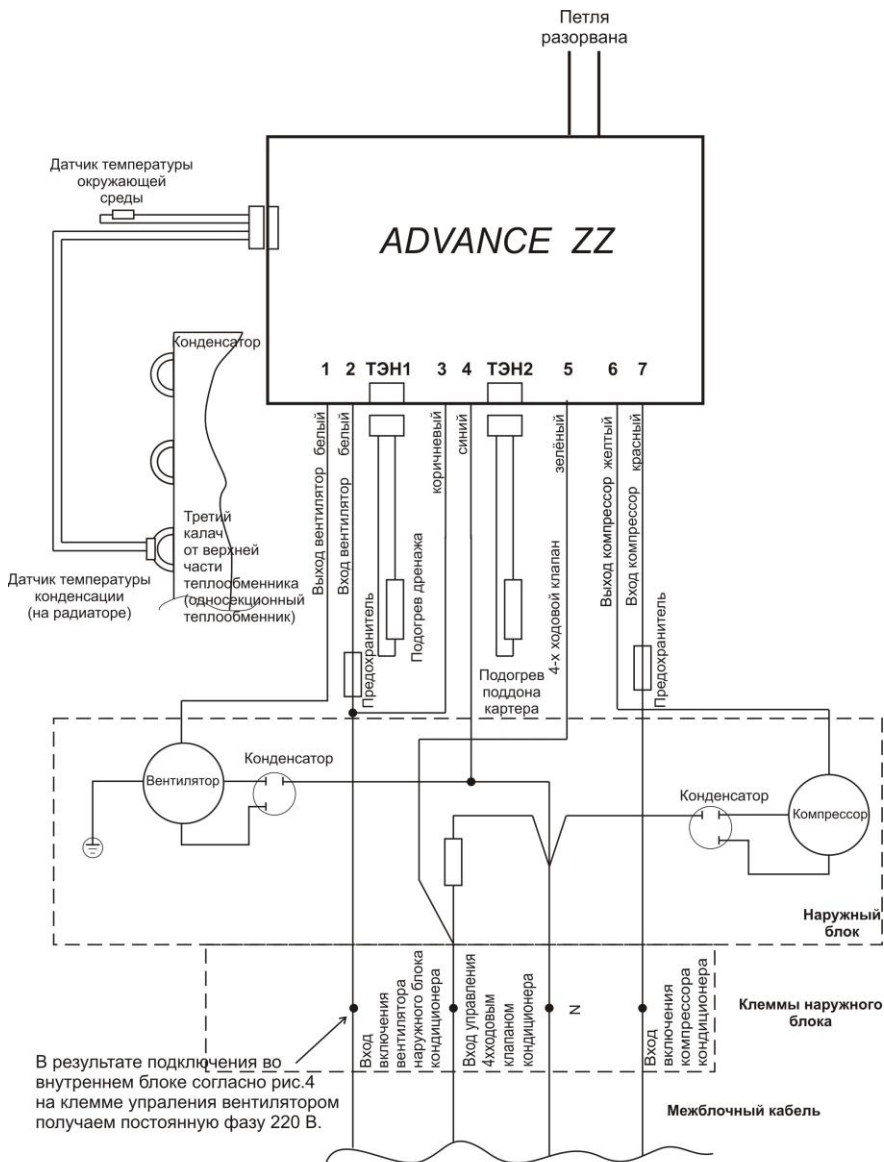 Петля
разорвана
Датчик температуры
окружающей
среды
ADVANCE ZZ
Конденсатор
1 2 ТЭН1 3 4 ТЭН2 5 6 7
белый
белый
коричневый
синий
зелёный
желтый
красный
Выход вентилятор
Вход вентилятор
Подогрев дренажа
4-х ходовой клапан
Выход компрессор
Вход компрессор
Третий
калач
от верхней
части
теплообменника
(односекционный
теплообменник)
Датчик температуры
конденсации
(на радиаторе)
Предохранитель
Подогрев
поддона
картера
Предохранитель
Вентилятор
Конденсатор
Конденсатор
Компрессор
Наружный
блок
Вход
включения
вентилятора
наружного блока
кондиционера
Вход управления
4хходовым
клапаном
кондиционера
N
Вход
включения
компрессора
кондиционера
Клеммы наружного
блока
В результате подключения во
внутреннем блоке согласно рис.4
на клемме упраления вентилятором
получаем постоянную фазу 220 В.
Межблочный кабель